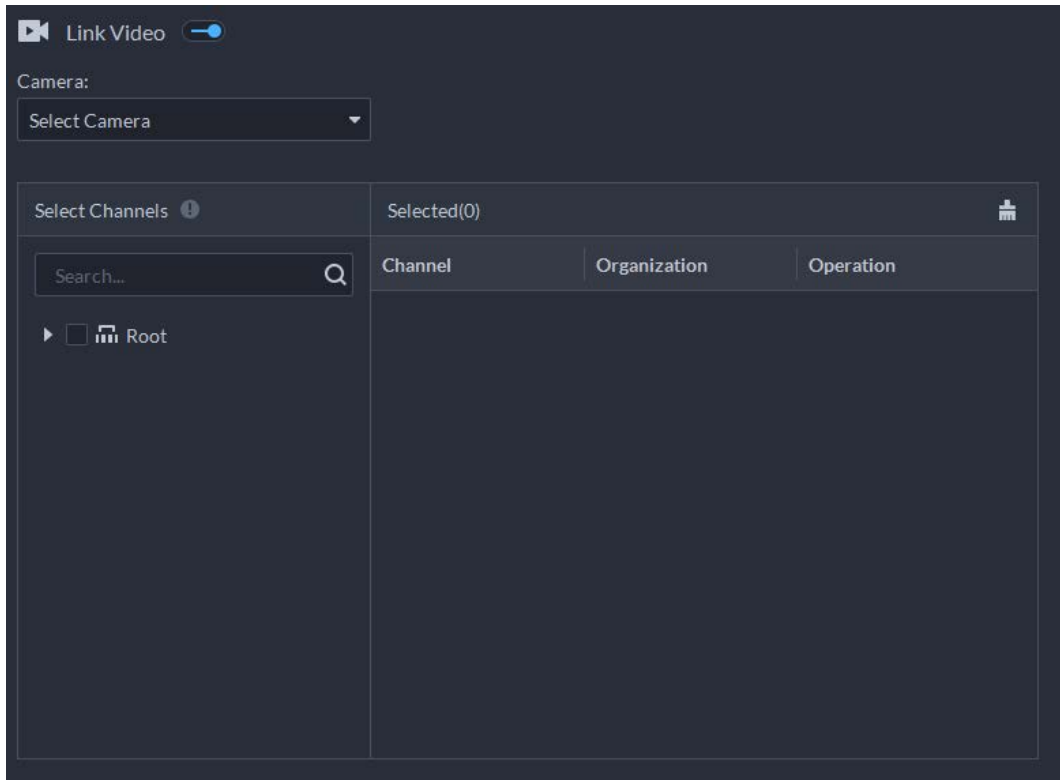 Link Video
Camera:
Select Camera
Select Channels
Selected(0)
Search...
Channel Organization Operation
Root